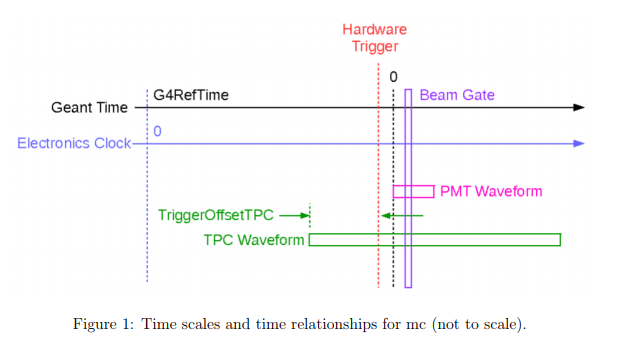 Hardware
Trigger
0
G4RefTime
Beam Gate
Geant Time
0
Electronics Clock
PMT Waveform
TriggerOffsetTPC
TPC Waveform
Figure 1: Time scales and time relationships for mc (not to scale).